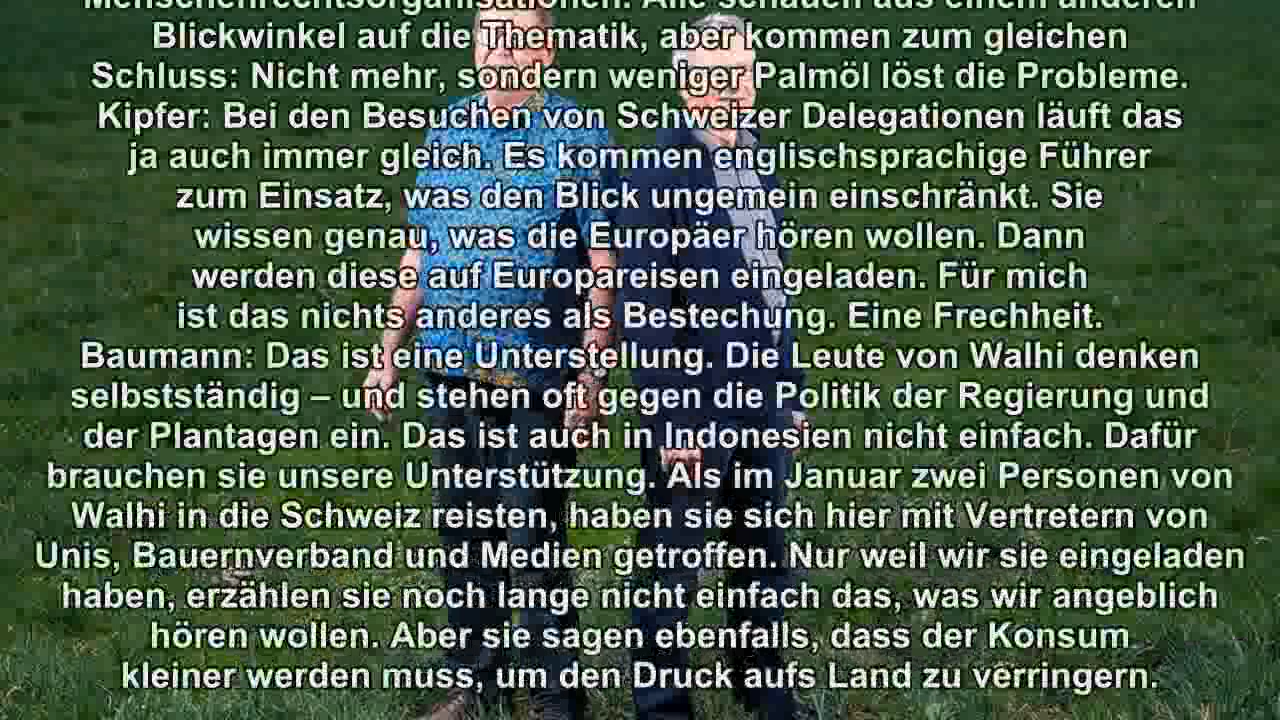 Menschenrechtsorganisationen. Alle schauen aus einem anderen
Blickwinkel auf die Thematik, aber kommen zum gleichen
Schluss: Nicht mehr, sondern weniger Palmöl löst die Probleme.
Kipfer: Bei den Besuchen von Schweizer Delegationen läuft das
ja auch immer gleich. Es kommen englischsprachige Führer
zum Einsatz, was den Blick ungemein einschränkt. Sie
wissen genau, was die Europäer hören wollen. Dann
werden diese auf Europareisen eingeladen. Für mich
ist das nichts anderes als Bestechung. Eine Frechheit.
Baumann: Das ist eine Unterstellung. Die Leute von Walhi denken
selbstständig – und stehen oft gegen die Politik der Regierung und
der Plantagen ein. Das ist auch in Indonesien nicht einfach. Dafür
brauchen sie unsere Unterstützung. Als im Januar zwei Personen von
Walhi in die Schweiz reisten, haben sie sich hier mit Vertretern von
Unis, Bauernverband und Medien getroffen. Nur weil wir sie eingeladen
haben, erzählen sie noch lange nicht einfach das, was wir angeblich
hören wollen. Aber sie sagen ebenfalls, dass der Konsum
kleiner werden muss, um den Druck aufs Land zu verringern.